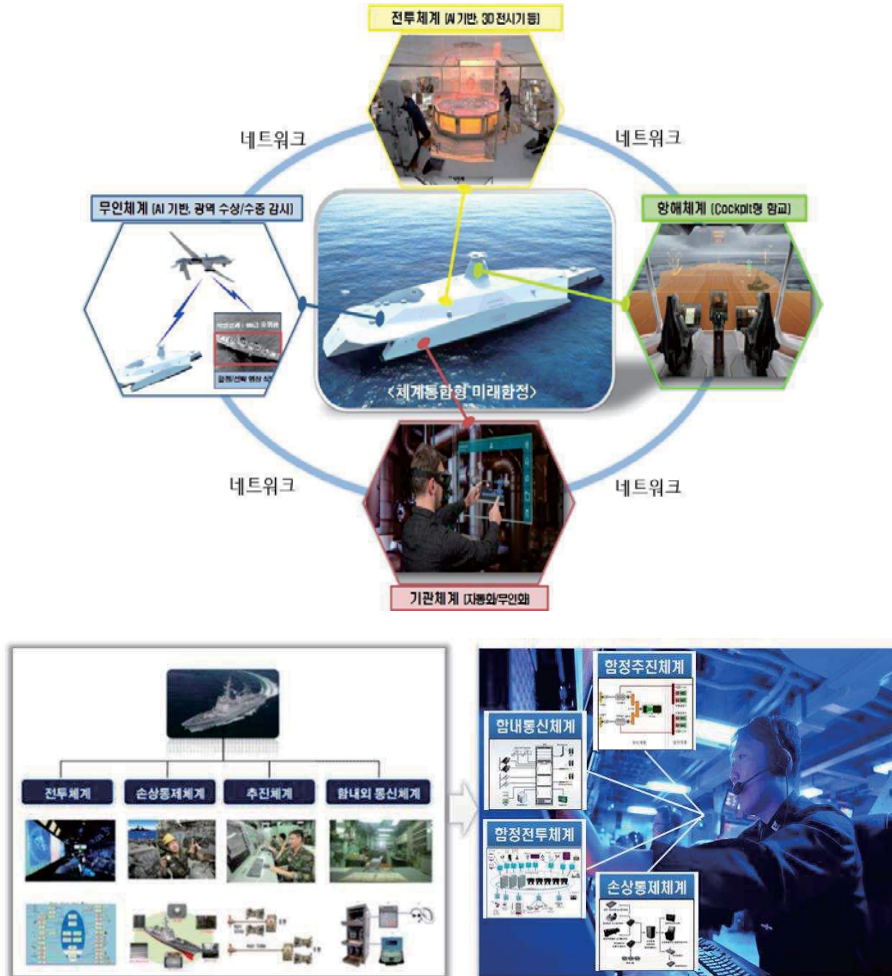 전투체계 (AI 기반, 3D 전시기 등)
네트워크
네트워크
무인체계 (AI 기반, 광역 수상/수중 감시)
항해체계 (Cockpit형 함교)
<체계통합형 미래함정>
네트워크
네트워크
기관체계 (자동화/무인화)
전투체계
손상통제체계
추진체계
함내외 통신체계
함정추진체계
함내통신체계
함정전투체계
손상통제체계